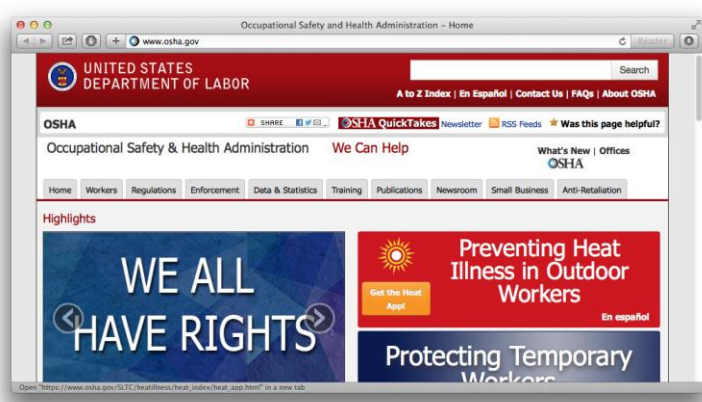 Occupational Safety and Health Administration – Home
www.osha.gov
Reader
UNITED STATES
DEPARTMENT OF LABOR
Search
A to Z Index | En Español | Contact Us | FAQs | About OSHA
OSHA
SHARE
OSHA QuickTakes Newsletter RSS Feeds Was this page helpful?
Occupational Safety & Health Administration We Can Help
What's New | Offices
OSHA
Home Workers Regulations Enforcement Data & Statistics Training Publications Newsroom Small Business Anti-Retaliation
Highlights
WE ALL
HAVE RIGHTS
Preventing Heat
Illness in Outdoor
Workers
Get the Heat
App!
En español
Protecting Temporary
Workers
Open "https://www.osha.gov/SLTC/heatillness/heat_index/heat_app.html" in a new tab